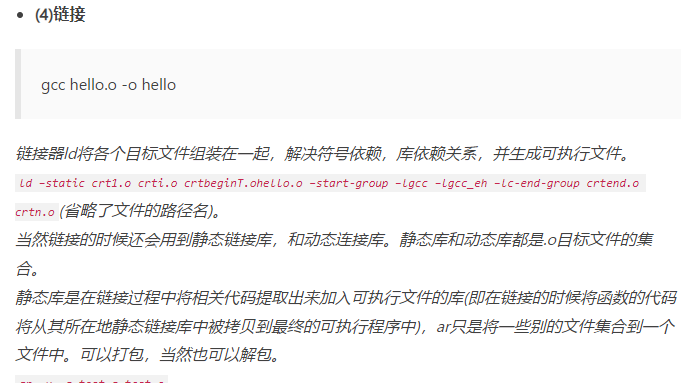 (4)链接
gcc hello.o -o hello
链接器ld将各个目标文件组装在一起，解决符号依赖，库依赖关系，并生成可执行文件。
ld -static crt1.o crti.o crtbeginT.ohello.o -start-group -lgcc -lgcc_eh -lc-end-group crtend.o
crtn.o(省略了文件的路径名)。
当然链接的时候还会用到静态链接库，和动态连接库。静态库和动态库都是.o目标文件的集
合。
静态库是在链接过程中将相关代码提取出来加入可执行文件的库(即在链接的时候将函数的代码
将从其所在地静态链接库中被拷贝到最终的可执行程序中)，ar只是将一些别的文件集合到一个
文件中。可以打包，当然也可以解包。